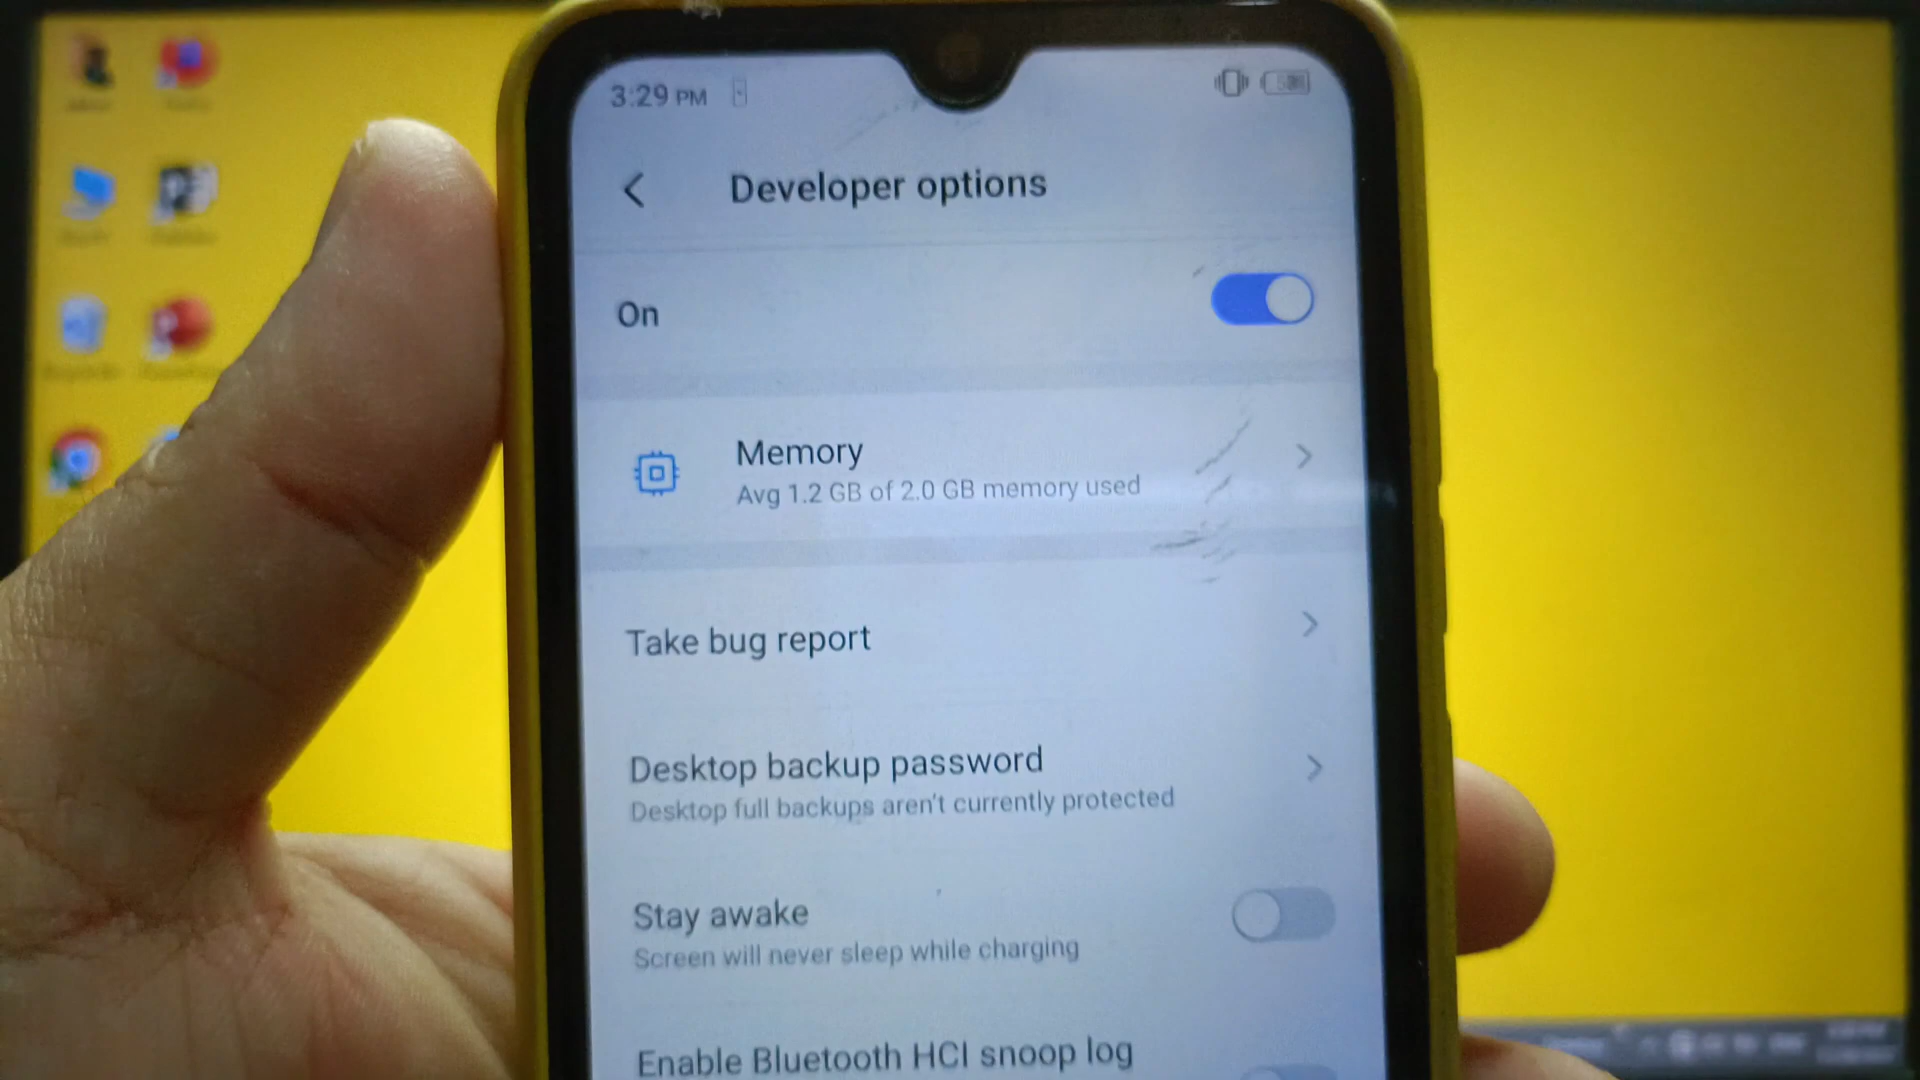 3:29 PM
Developer options
On
Memory
Avg 1.2 GB of 2.0 GB memory used
Take bug report
Desktop backup password
Desktop full backups aren't currently protected
Stay awake
Screen will never sleep while charging
Enable Bluetooth HCI snoop log